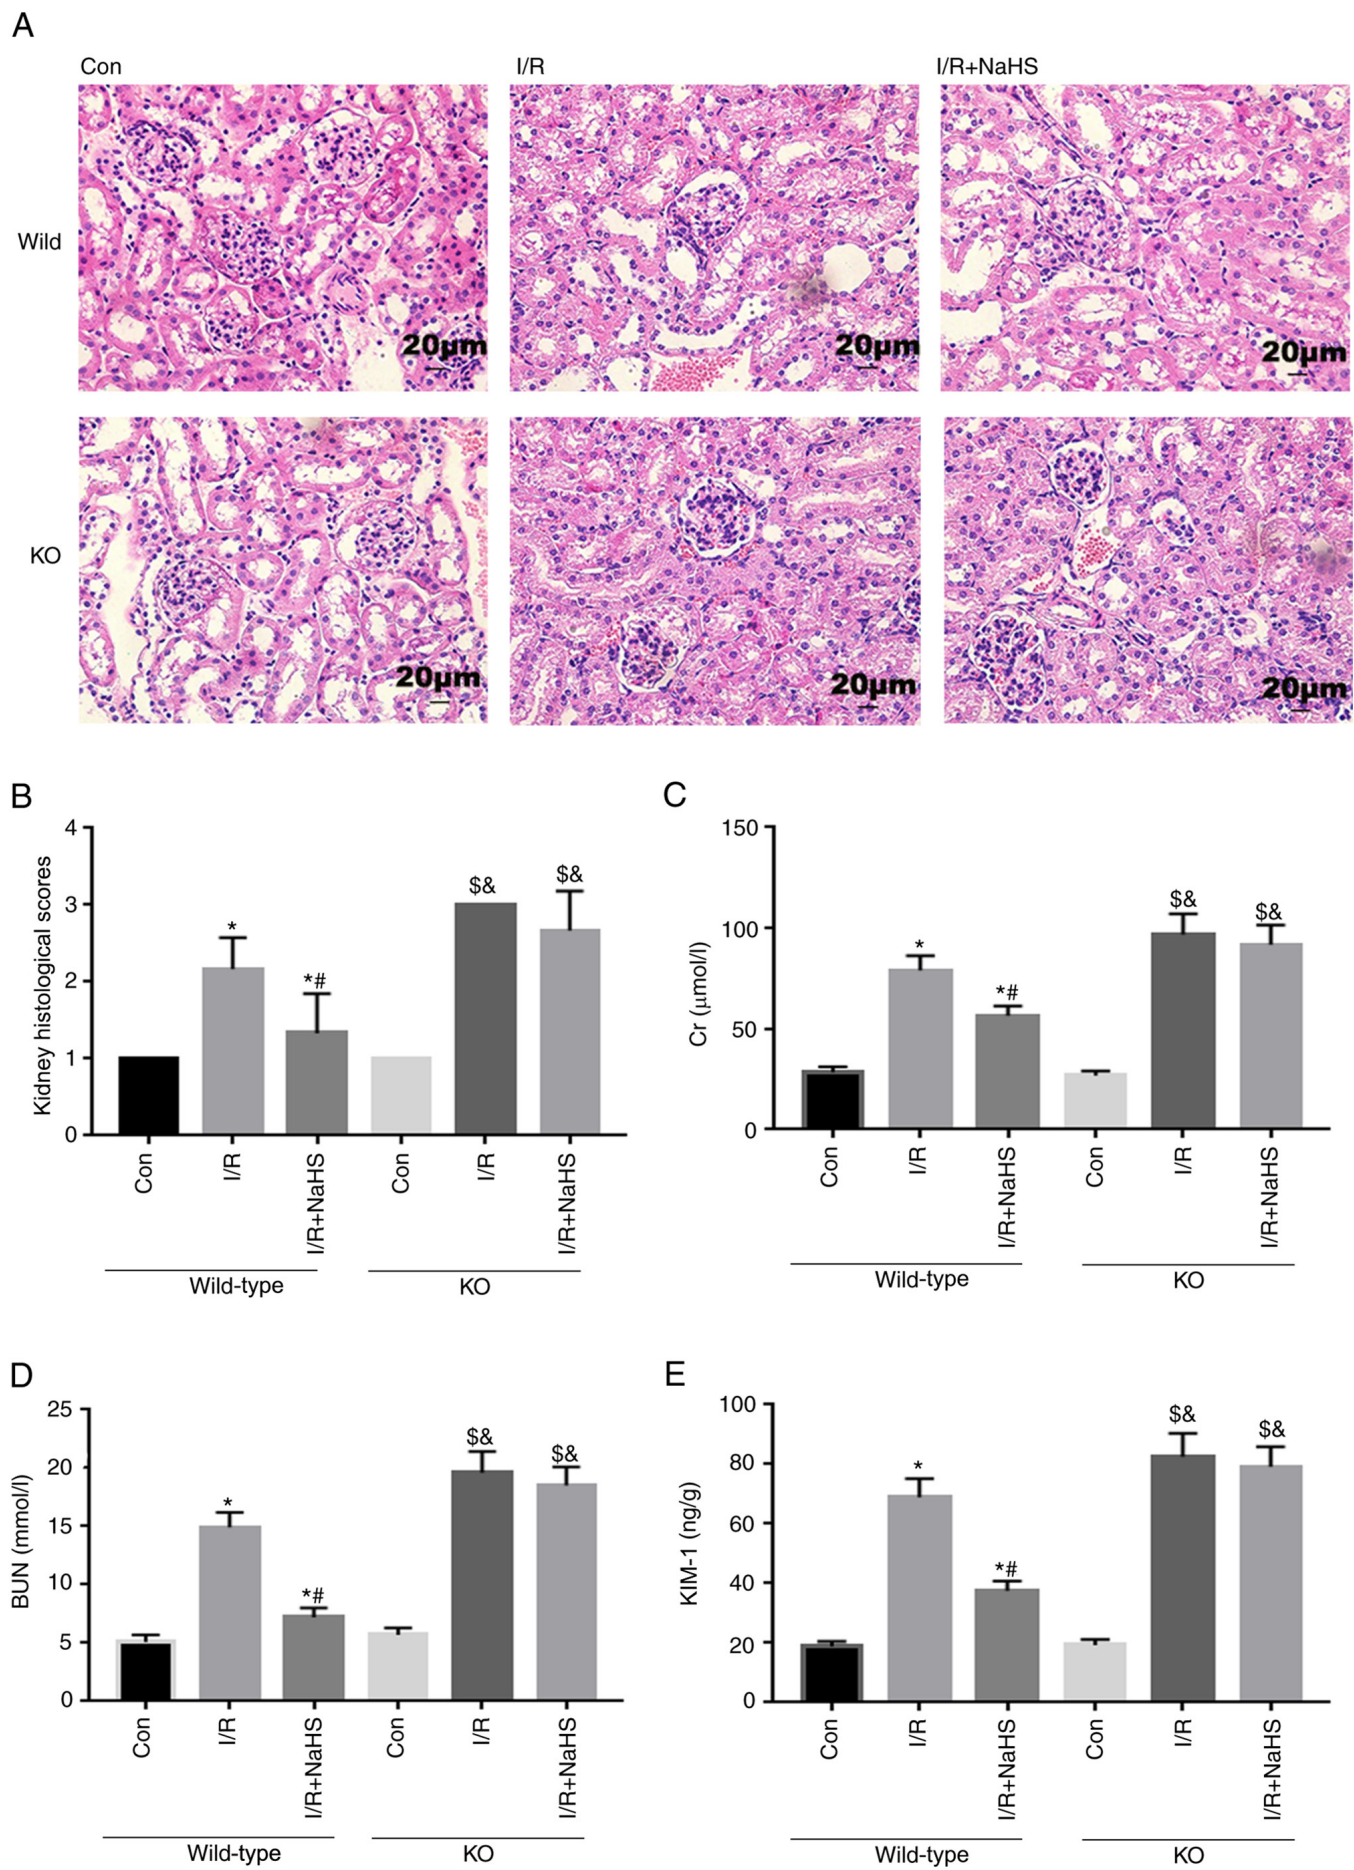 A
Con
I/R
I/R+NaHS
Wild
20µm
20µm
20µm
KO
20µm
20µm
20µm
B
Kidney histological scores
4
3
2
1
0
*
*#
$&
$&
Con
I/R
I/R+NaHS
Con
I/R
I/R+NaHS
Wild-type
KO
C
Cr (µmol/l)
150
100
50
0
*
*#
$&
$&
Con
I/R
I/R+NaHS
Con
I/R
I/R+NaHS
Wild-type
KO
D
BUN (mmol/l)
25
20
15
10
5
0
*
*#
$&
$&
Con
I/R
I/R+NaHS
Con
I/R
I/R+NaHS
Wild-type
KO
E
KIM-1 (ng/g)
100
80
60
40
20
0
*
*#
$&
$&
Con
I/R
I/R+NaHS
Con
I/R
I/R+NaHS
Wild-type
KO